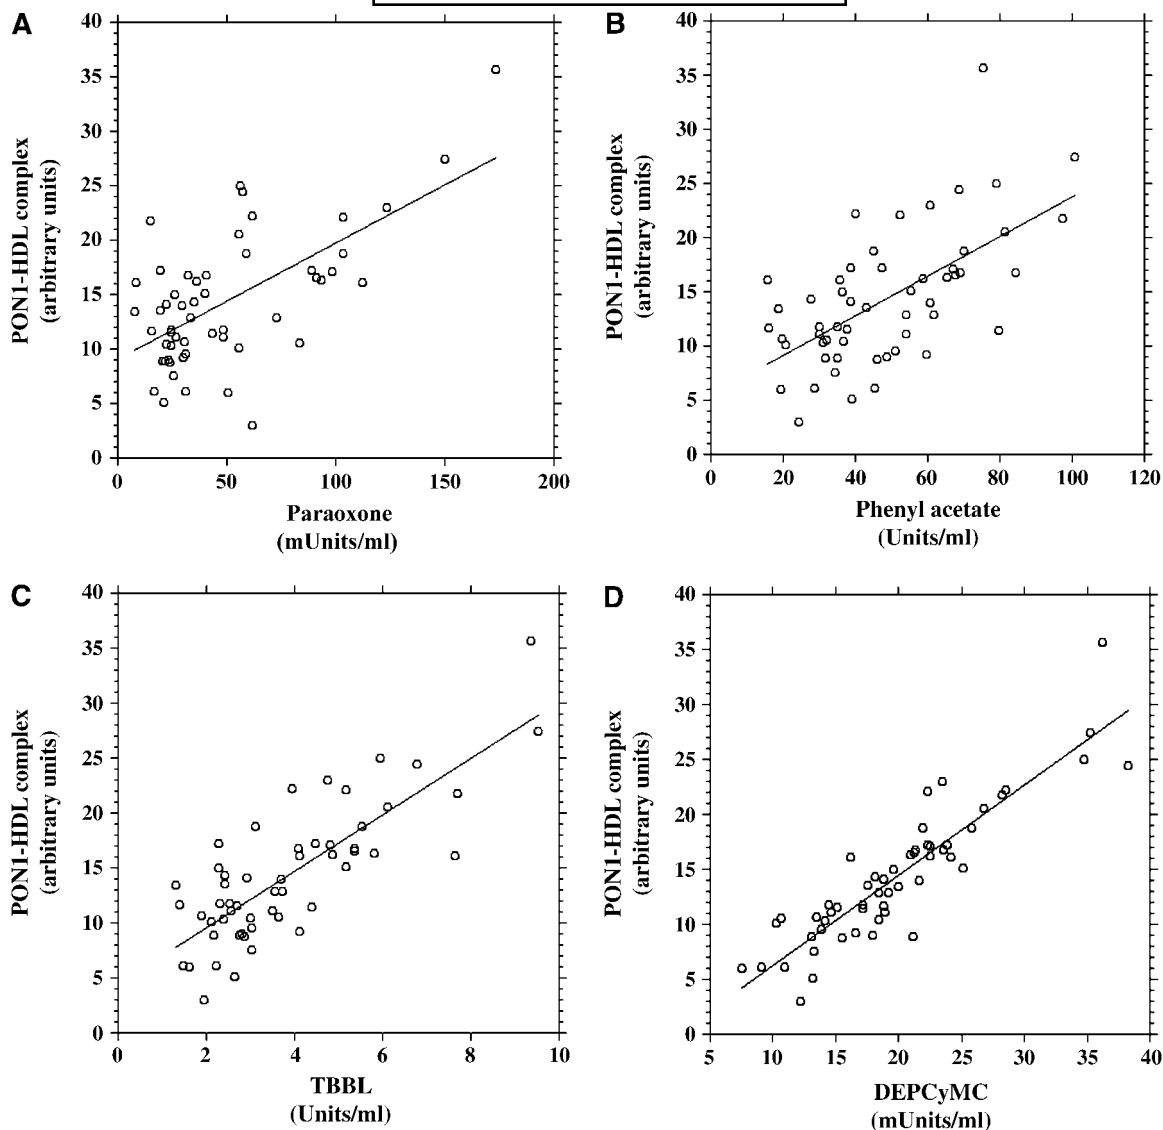 A
PON1-HDL complex
(arbitrary units)
40
35
30
25
20
15
10
5
0
0 50 100 150 200
Paraoxone
(mUnits/ml)
B
PON1-HDL complex
(arbitrary units)
40
35
30
25
20
15
10
5
0
0 20 40 60 80 100 120
Phenyl acetate
(Units/ml)
C
PON1-HDL complex
(arbitrary units)
40
35
30
25
20
15
10
5
0
0 2 4 6 8 10
TBBL
(Units/ml)
D
PON1-HDL complex
(arbitrary units)
40
35
30
25
20
15
10
5
0
5 10 15 20 25 30 35 40
DEPCyMC
(mUnits/ml)